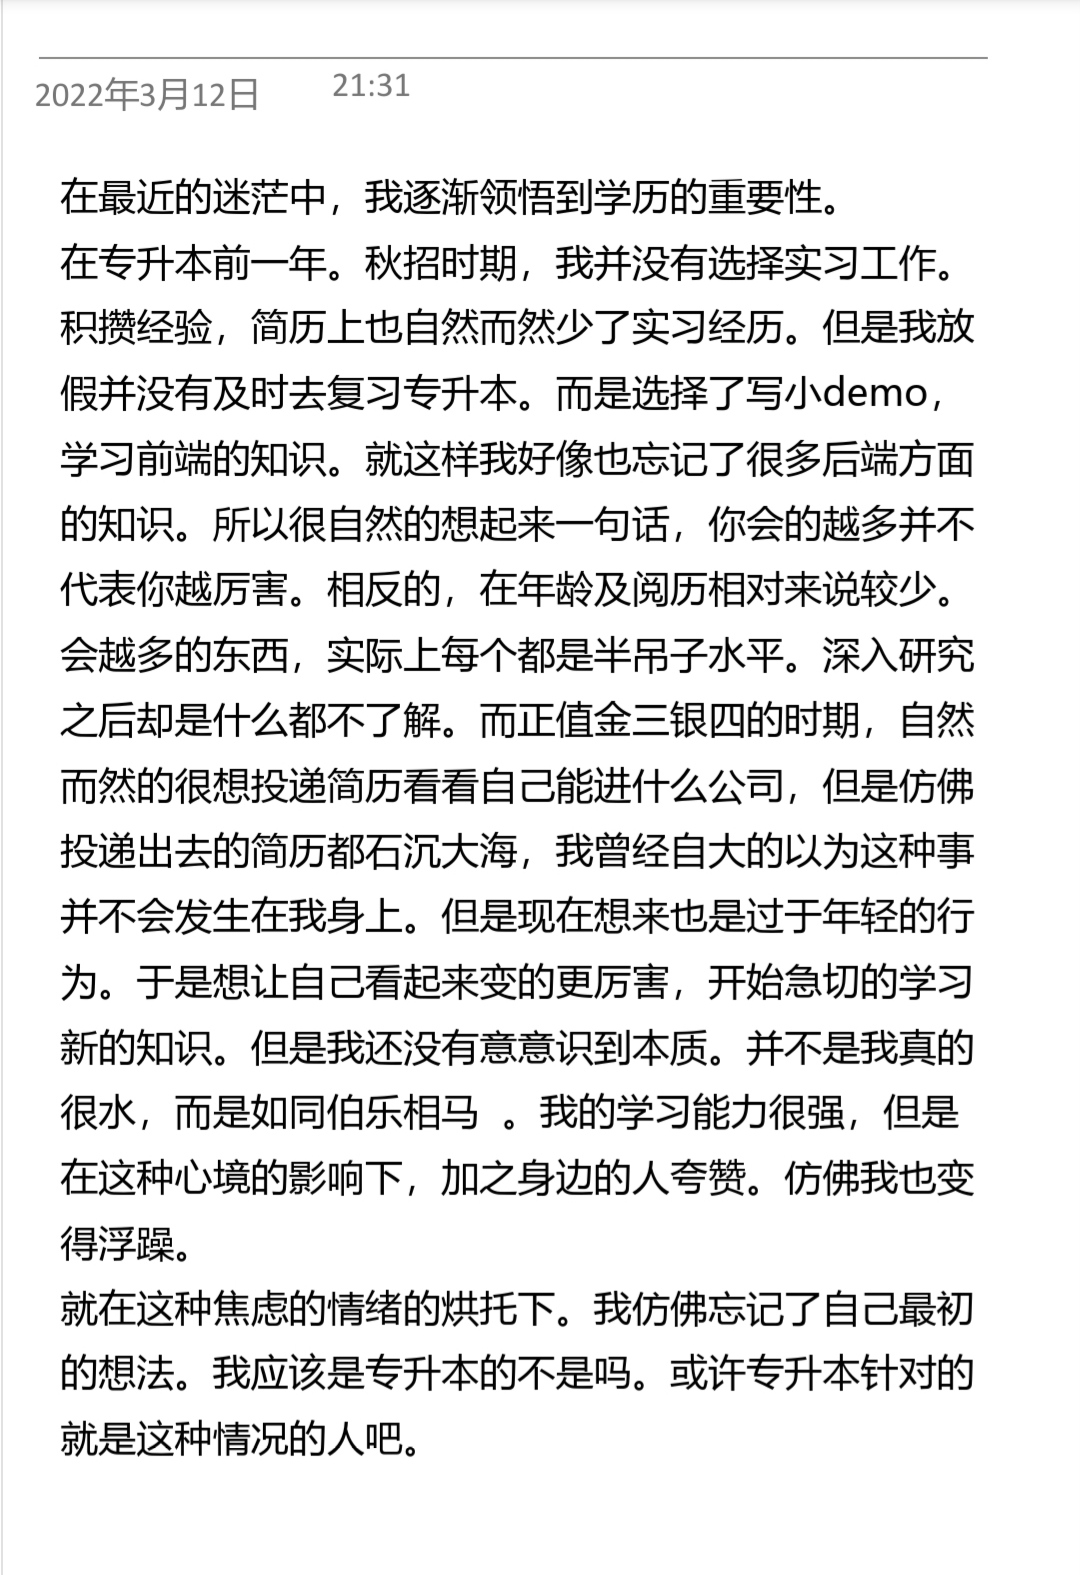 2022年3月12日 21:31
在最近的迷茫中，我逐渐领悟到学历的重要性。
在专升本前一年。秋招时期，我并没有选择实习工作。
积攒经验，简历上也自然而然少了实习经历。但是我放
假并没有及时去复习专升本。而是选择了写小demo，
学习前端的知识。就这样我好像也忘记了很多后端方面
的知识。所以很自然的想起来一句话，你会的越多并不
代表你越厉害。相反的，在年龄及阅历相对来说较少。
会越多的东西，实际上每个都是半吊子水平。深入研究
之后却是什么都不了解。而正值金三银四的时期，自然
而然的很想投递简历看看自己能进什么公司，但是仿佛
投递出去的简历都石沉大海，我曾经自大的以为这种事
并不会发生在我身上。但是现在想来也是过于年轻的行
为。于是想让自己看起来变的更厉害，开始急切的学习
新的知识。但是我还没有意意识到本质。并不是我真的
很水，而是如同伯乐相马 。我的学习能力很强，但是
在这种心境的影响下，加之身边的人夸赞。仿佛我也变
得浮躁。
就在这种焦虑的情绪的烘托下。我仿佛忘记了自己最初
的想法。我应该是专升本的不是吗。或许专升本针对的
就是这种情况的人吧。